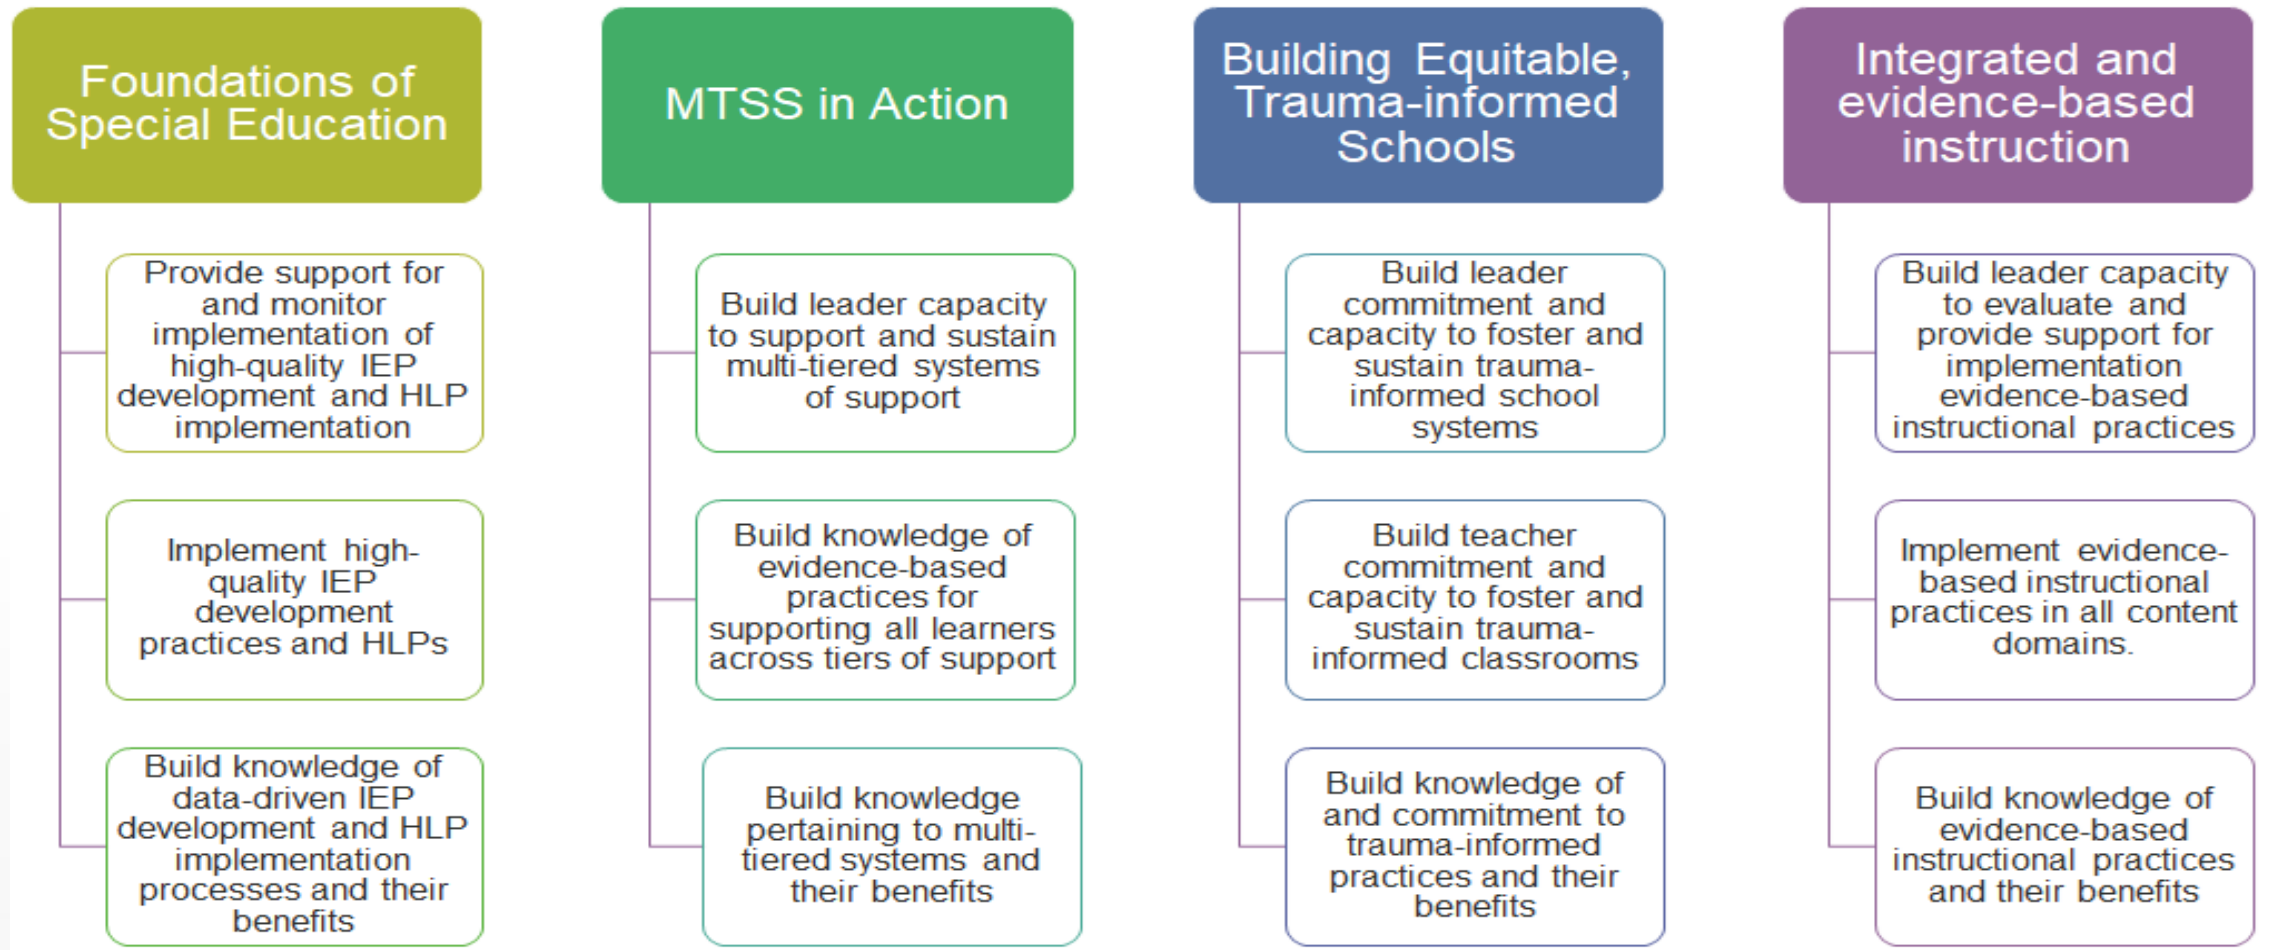 Foundations of
Special Education
Provide support for
and monitor
implementation of
high-quality IEP
development and HLP
implementation
Implement high-
quality IEP
development
practices and HLPs
Build knowledge of
data-driven IEP
development and HLP
implementation
processes and their
benefits
MTSS in Action
Build leader capacity
to support and sustain
multi-tiered systems
of support
Build knowledge of
evidence-based
practices for
supporting all learners
across tiers of support
Build knowledge
pertaining to multi-
tiered systems and
their benefits
Building Equitable,
Trauma-informed
Schools
Build leader
commitment and
capacity to foster and
sustain trauma-
informed school
systems
Build teacher
commitment and
capacity to foster and
sustain trauma-
informed classrooms
Build knowledge of
and commitment to
trauma-informed
practices and their
benefits
Integrated and
evidence-based
instruction
Build leader capacity
to evaluate and
provide support for
implementation
evidence-based
instructional practices
Implement evidence-
based instructional
practices in all content
domains.
Build knowledge of
evidence-based
instructional practices
and their benefits